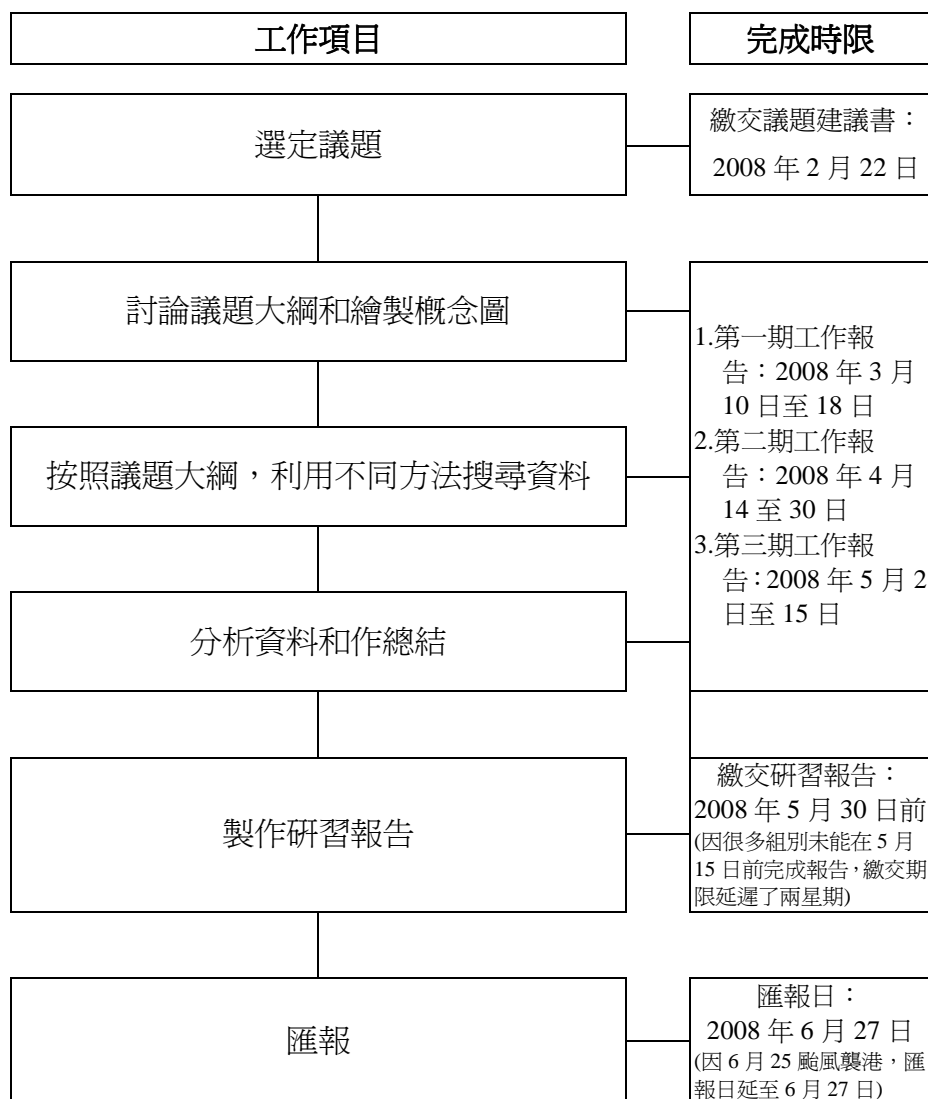 工作項目
完成時限
選定議題
繳交議題建議書：
2008 年 2 月 22 日
討論議題大綱和繪製概念圖
按照議題大綱，利用不同方法搜尋資料
分析資料和作總結
1.第一期工作報
告：2008 年 3 月
10 日至 18 日
2.第二期工作報
告：2008 年 4 月
14 至 30 日
3.第三期工作報
告：2008 年 5 月 2
日至 15 日
製作研習報告
繳交研習報告：
2008 年 5 月 30 日前
(因很多組別未能在 5 月
15 日前完成報告，繳交期
限延遲了兩星期)
匯報
匯報日：
2008 年 6 月 27 日
(因 6 月 25 颱風襲港，匯
報日延至 6 月 27 日)